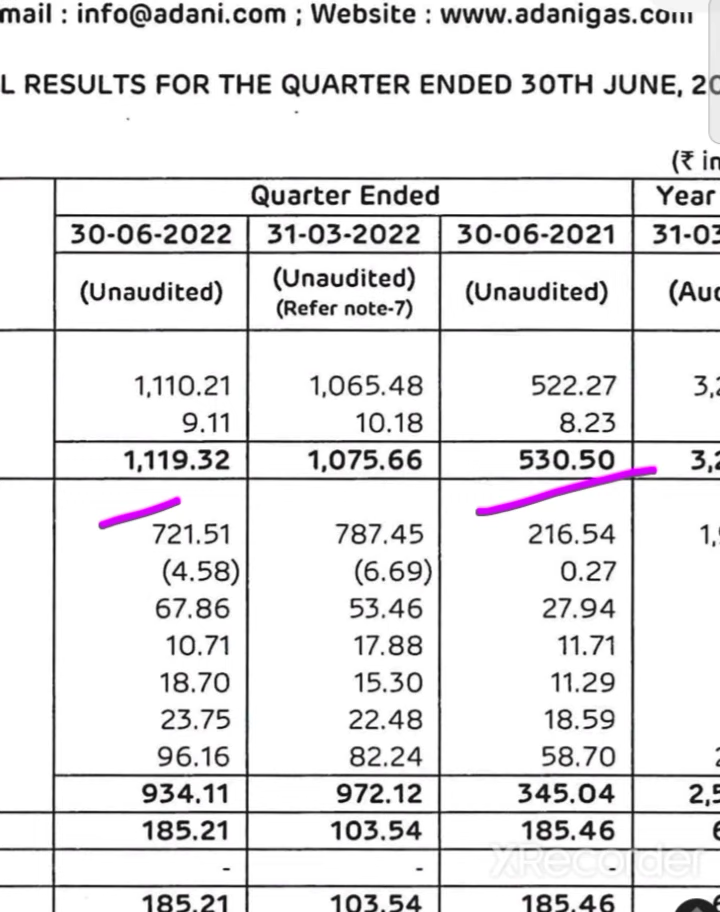 mail : info@adani.com ; Website : www.adanigas.com
L RESULTS FOR THE QUARTER ENDED 30TH JUNE, 20
(₹ in
Quarter Ended Year
30-06-2022 31-03-2022 30-06-2021 31-03
(Unaudited) (Unaudited) (Refer note-7) (Unaudited) (Aud
1,110.21 1,065.48 522.27 3,2
9.11 10.18 8.23
1,119.32 1,075.66 530.50 3,2
721.51 787.45 216.54 1,9
(4.58) (6.69) 0.27
67.86 53.46 27.94
10.71 17.88 11.71
18.70 15.30 11.29
23.75 22.48 18.59
96.16 82.24 58.70 2
934.11 972.12 345.04 2,5
185.21 103.54 185.46 6
- - -
185.21 103.54 185.46
XRecorder